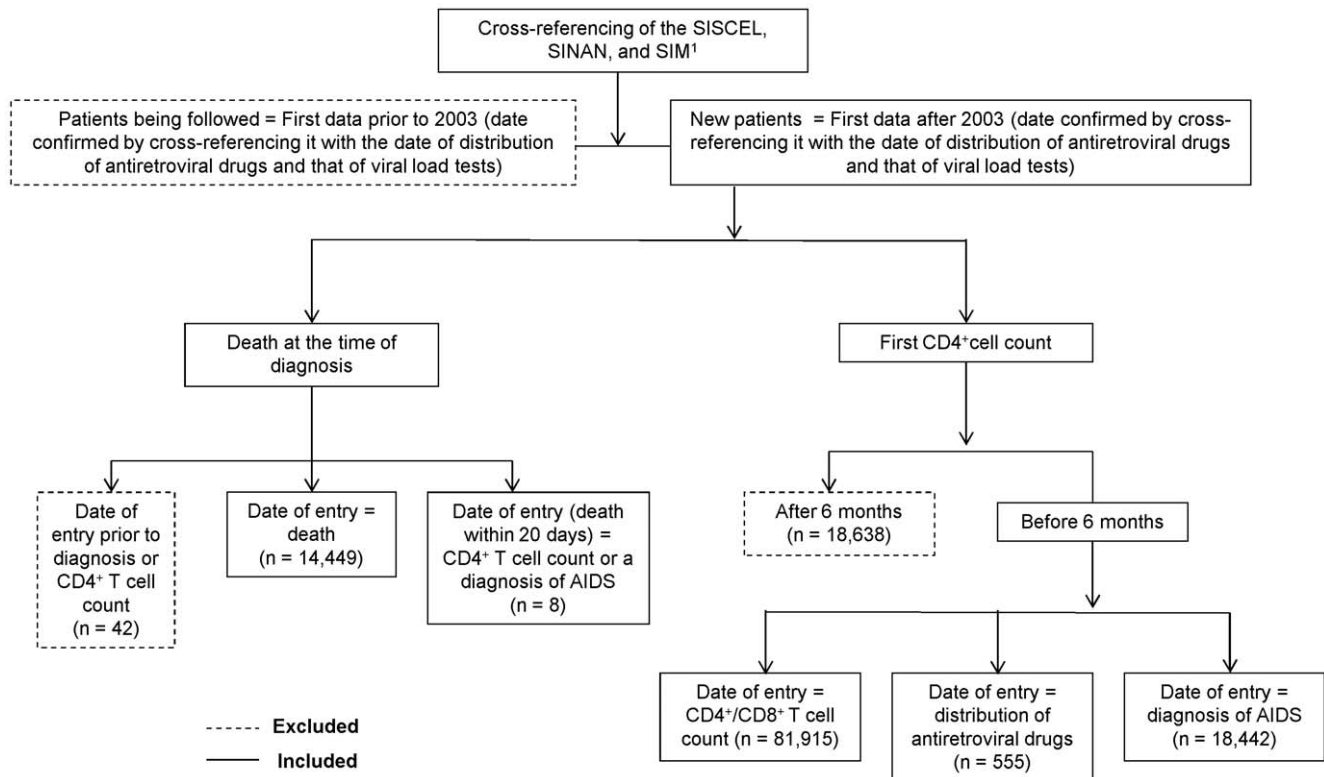 Cross-referencing of the SISCEL,
SINAN, and SIM¹
Patients being followed = First data prior to 2003 (date
confirmed by cross-referencing it with the date of distribution
of antiretroviral drugs and that of viral load tests)
New patients = First data after 2003 (date confirmed by cross-
referencing it with the date of distribution of antiretroviral drugs
and that of viral load tests)
Death at the time of
diagnosis
First CD4⁺cell count
Date of
entry prior to
diagnosis or
CD4⁺ T cell
count
(n = 42)
Date of entry =
death
(n = 14,449)
Date of entry (death
within 20 days) =
CD4⁺ T cell count or a
diagnosis of AIDS
(n = 8)
After 6 months
(n = 18,638)
Before 6 months
Date of entry =
CD4⁺/CD8⁺ T cell
count (n = 81,915)
Date of entry =
distribution of
antiretroviral drugs
(n = 555)
Date of entry =
diagnosis of AIDS
(n = 18,442)
Excluded
Included